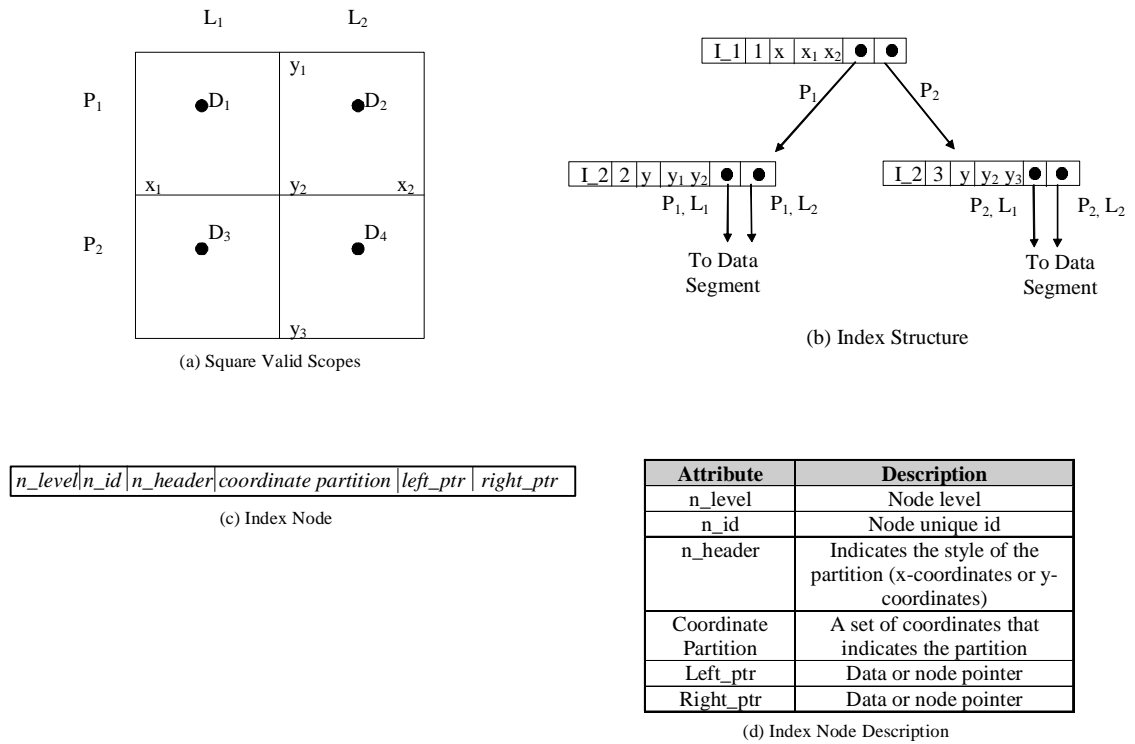 L₁ L₂
y₁
P₁ D₁ D₂
x₁ y₂ x₂
P₂ D₃ D₄
y₃
(a) Square Valid Scopes
I_1 1 x x₁ x₂
P₁ P₂
I_2 2 y y₁ y₂
I_2 3 y y₂ y₃
P₁, L₁ P₁, L₂
P₂, L₁ P₂, L₂
To Data
Segment
To Data
Segment
(b) Index Structure
n_level n_id n_header coordinate partition left_ptr right_ptr
(c) Index Node
Attribute Description
n_level Node level
n_id Node unique id
n_header Indicates the style of the
partition (x-coordinates or y-
coordinates)
Coordinate A set of coordinates that
Partition indicates the partition
Left_ptr Data or node pointer
Right_ptr Data or node pointer
(d) Index Node Description